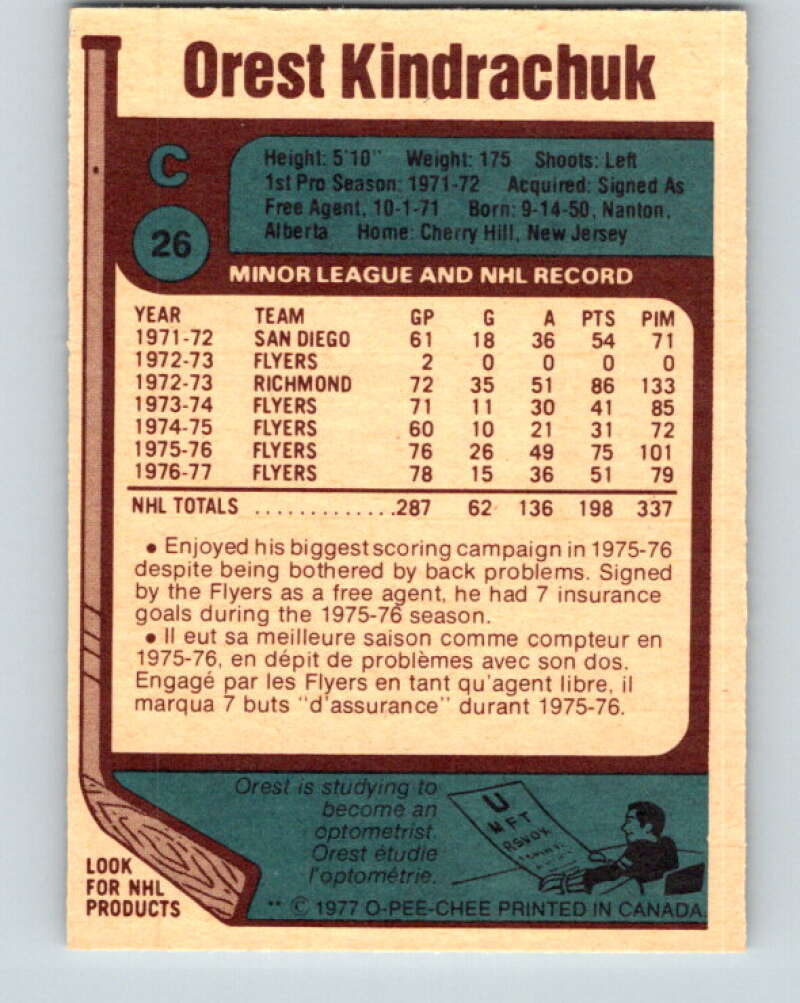 Orest Kindrachuk
C
26
Height: 5'10" Weight: 175 Shoots: Left
1st Pro Season: 1971-72 Acquired: Signed As
Free Agent, 10-1-71 Born: 9-14-50, Nanton,
Alberta Home: Cherry Hill, New Jersey
MINOR LEAGUE AND NHL RECORD
YEAR TEAM GP G A PTS PIM
1971-72 SAN DIEGO 61 18 36 54 71
1972-73 FLYERS 2 0 0 0 0
1972-73 RICHMOND 72 35 51 86 133
1973-74 FLYERS 71 11 30 41 85
1974-75 FLYERS 60 10 21 31 72
1975-76 FLYERS 76 26 49 75 101
1976-77 FLYERS 78 15 36 51 79
NHL TOTALS .............287 62 136 198 337
• Enjoyed his biggest scoring campaign in 1975-76
despite being bothered by back problems. Signed
by the Flyers as a free agent, he had 7 insurance
goals during the 1975-76 season.
• Il eut sa meilleure saison comme compteur en
1975-76, en dépit de problèmes avec son dos.
Engagé par les Flyers en tant qu'agent libre, il
marqua 7 buts "d'assurance" durant 1975-76.
Orest is studying to
become an
optometrist.
Orest étudie
l'optométrie.
U
M F T
RSVOY
LOOK
FOR NHL
PRODUCTS
** © 1977 O-PEE-CHEE PRINTED IN CANADA.